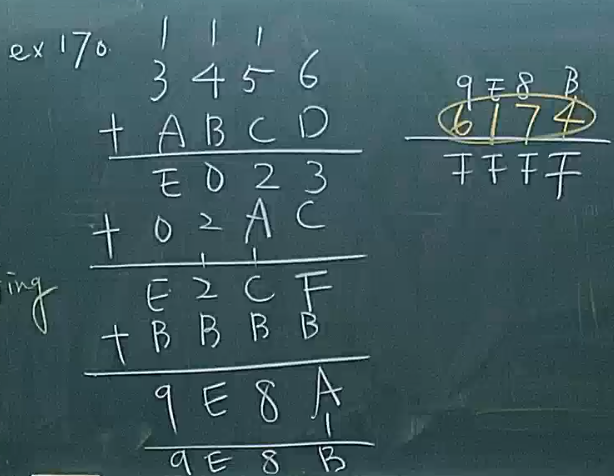 1 1 1
ex 170. 3 4 5 6
+ A B C D
E 0 2 3
+ 0 2 A C
1 1
E 2 C F
+ B B B B
9 E 8 A
1
9 E 8 B
ing
9 E 8 B
6 1 7 4
F F F F